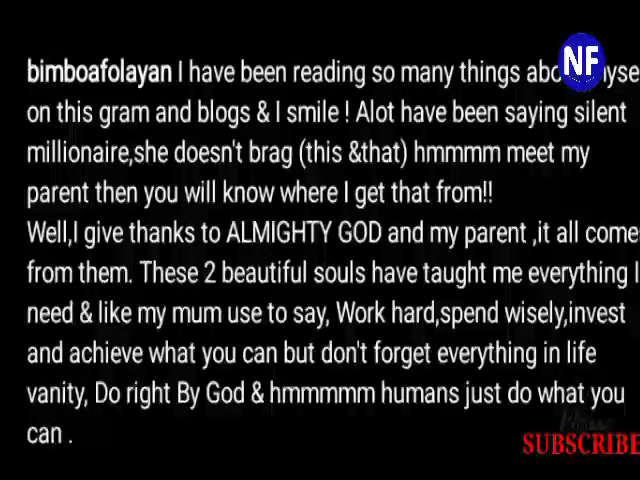 bimboafolayan I have been reading so many things
on this gram and blogs & I smile ! Alot have been saying silent
millionaire,she doesn't brag (this &that) hmmmm meet my
parent then you will know where I get that from!!
Well,I give thanks to ALMIGHTY GOD and my parent ,it all come
from them. These 2 beautiful souls have taught me everything I
need & like my mum use to say, Work hard,spend wisely,invest
and achieve what you can but don't forget everything in life
vanity, Do right By God & hmmmmm humans just do what you
can .
NF
SUBSCRIBE